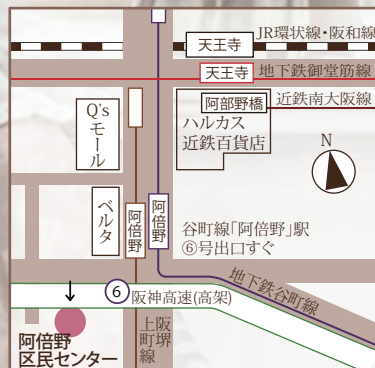 JR環状線・阪和線
天王寺
天王寺
地下鉄御堂筋線
阿部野橋
近鉄南大阪線
Q's
モール
ハルカス
近鉄百貨店
N
ベルタ
阿倍野
阿倍野
谷町線「阿倍野」駅
⑥号出口すぐ
地下鉄谷町線
6
阪神高速(高架)
阪堺
上町線
阿倍野
区民センター